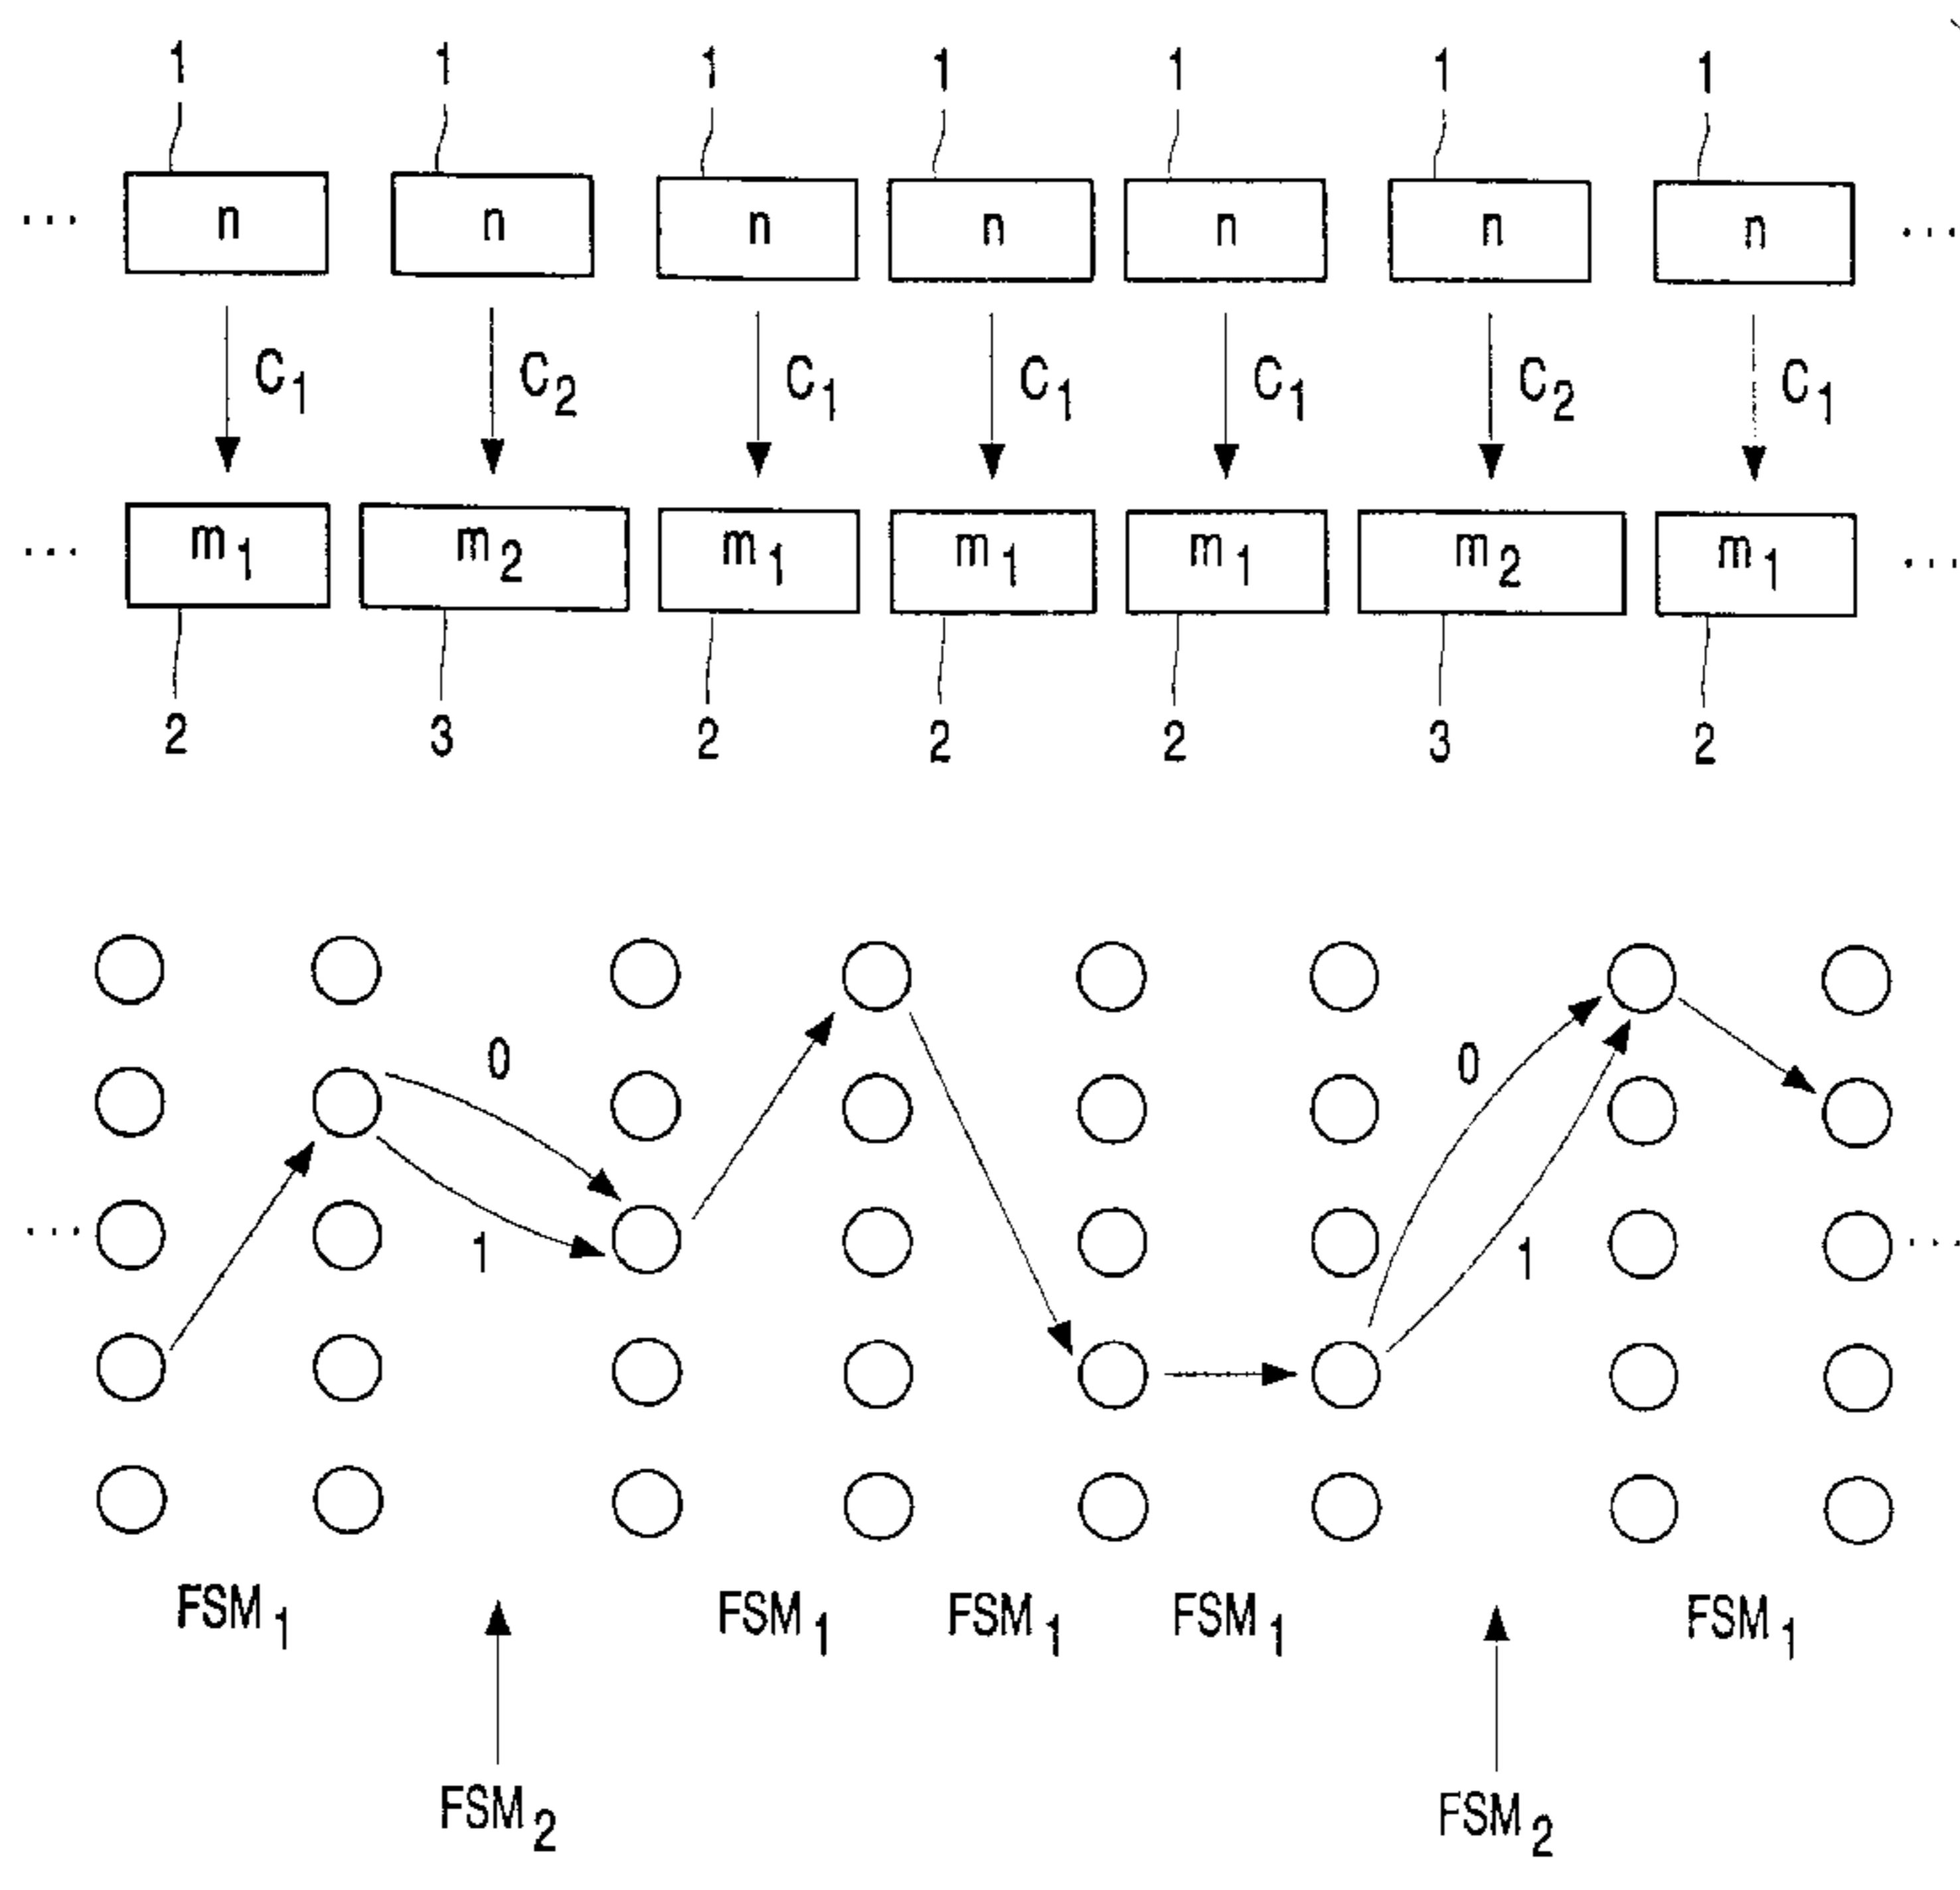 1 1 1 1 1 1 1
... n n n n n n n ...
C1 C2 C1 C1 C1 C2 C1
... m1 m2 m1 m1 m1 m2 m1 ...
2 3 2 2 2 3 2
0 0
... 1 1 ...
FSM1 FSM1 FSM1 FSM1 FSM1
FSM2 FSM2